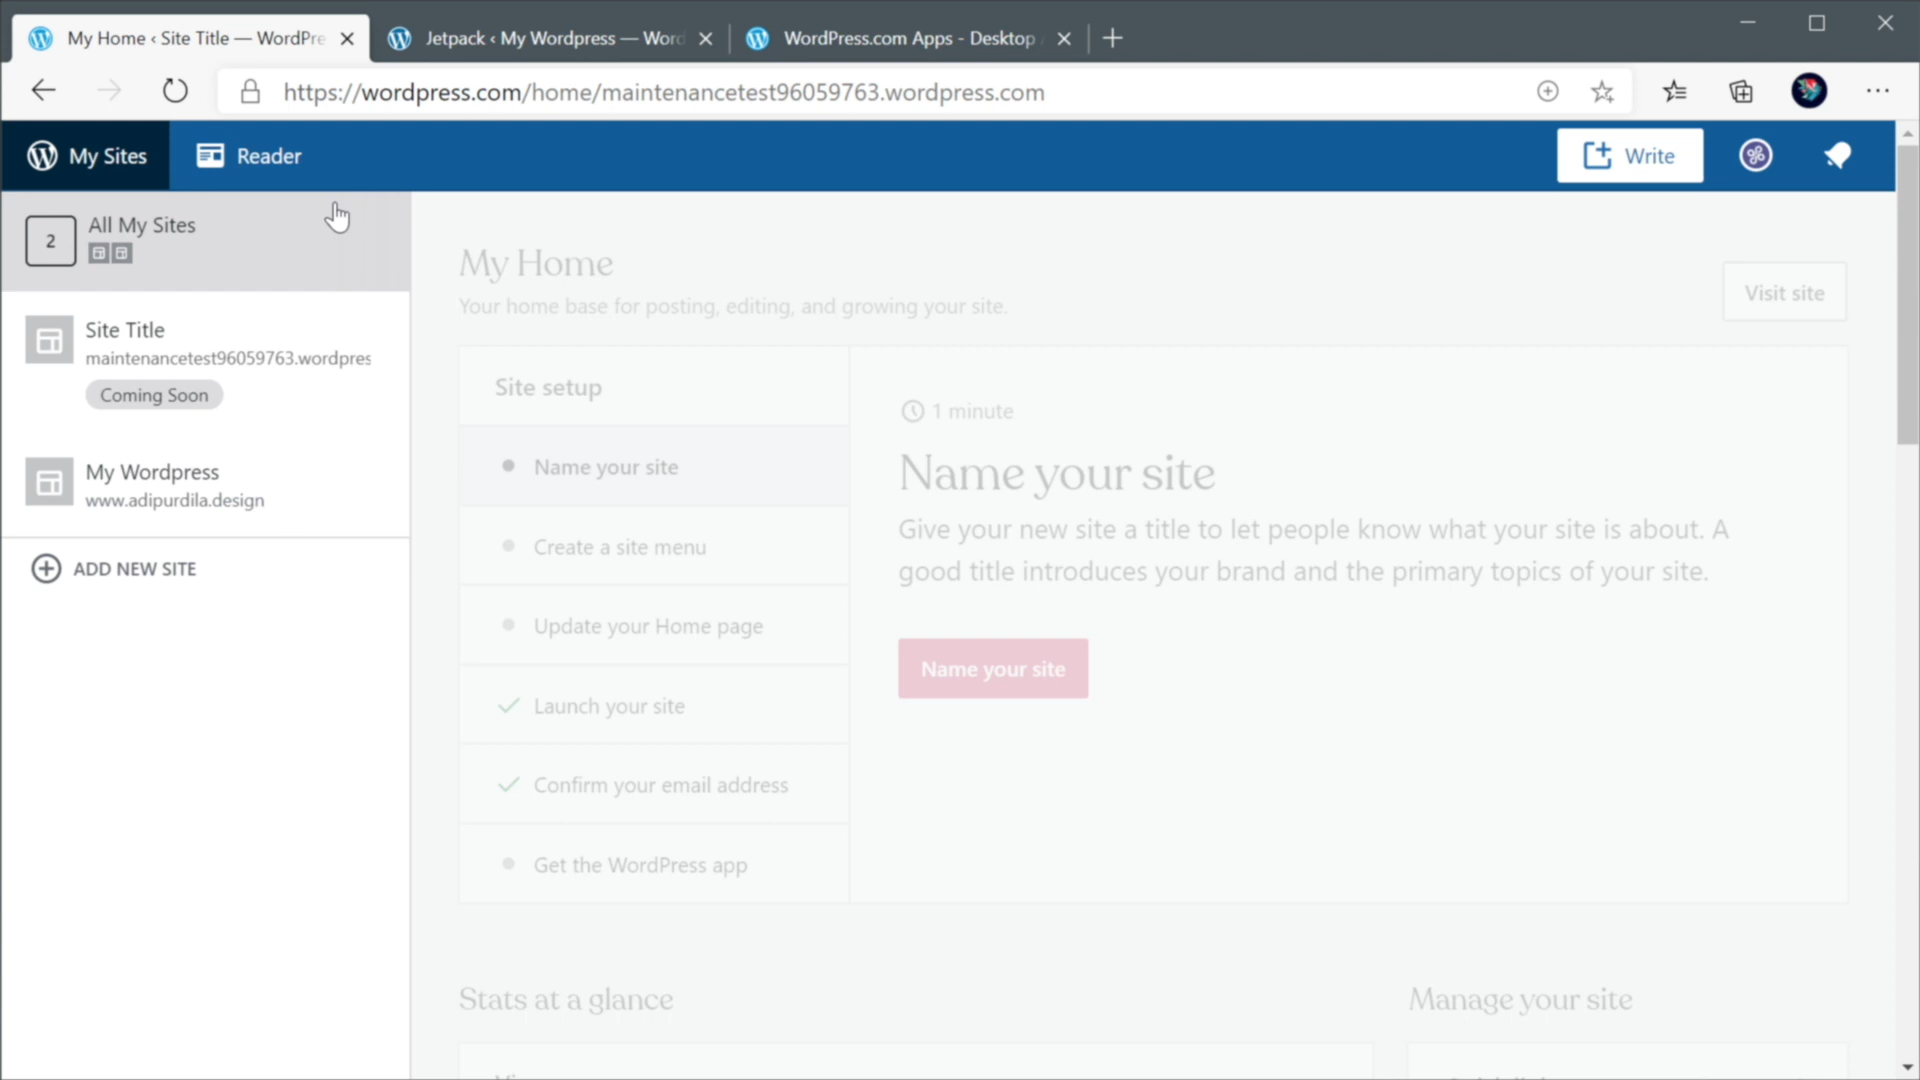 My Home ‹ Site Title — WordPre
Jetpack ‹ My Wordpress — Word
WordPress.com Apps - Desktop
https://wordpress.com/home/maintenancetest96059763.wordpress.com
My Sites
Reader
Write
2
All My Sites
Site Title
maintenancetest96059763.wordpres
Coming Soon
My Wordpress
www.adipurdila.design
ADD NEW SITE
My Home
Your home base for posting, editing, and growing your site.
Visit site
Site setup
Name your site
Create a site menu
Update your Home page
Launch your site
Confirm your email address
Get the WordPress app
1 minute
Name your site
Give your new site a title to let people know what your site is about. A
good title introduces your brand and the primary topics of your site.
Name your site
Stats at a glance
Manage your site